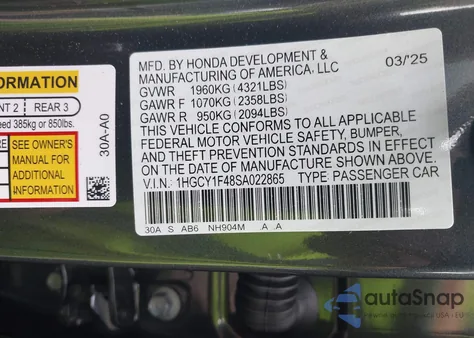 MFD. BY HONDA DEVELOPMENT & 03/'25
MANUFACTURING OF AMERICA, LLC
GVWR 1960KG (4321LBS)
GAWR F 1070KG (2358LBS)
GAWR R 950KG (2094LBS)
THIS VEHICLE CONFORMS TO ALL APPLICABLE
FEDERAL MOTOR VEHICLE SAFETY, BUMPER,
AND THEFT PREVENTION STANDARDS IN EFFECT
ON THE DATE OF MANUFACTURE SHOWN ABOVE.
V.I.N.: 1HGCY1F48SA022865 TYPE: PASSENGER CAR
30A S AB6 NH904M .A .A
ORMATION
NT 2 REAR 3
eed 385kg or 850lbs.
SEE OWNER'S
MANUAL FOR
ADDITIONAL
INFORMATION
30A-A0
autoSnap